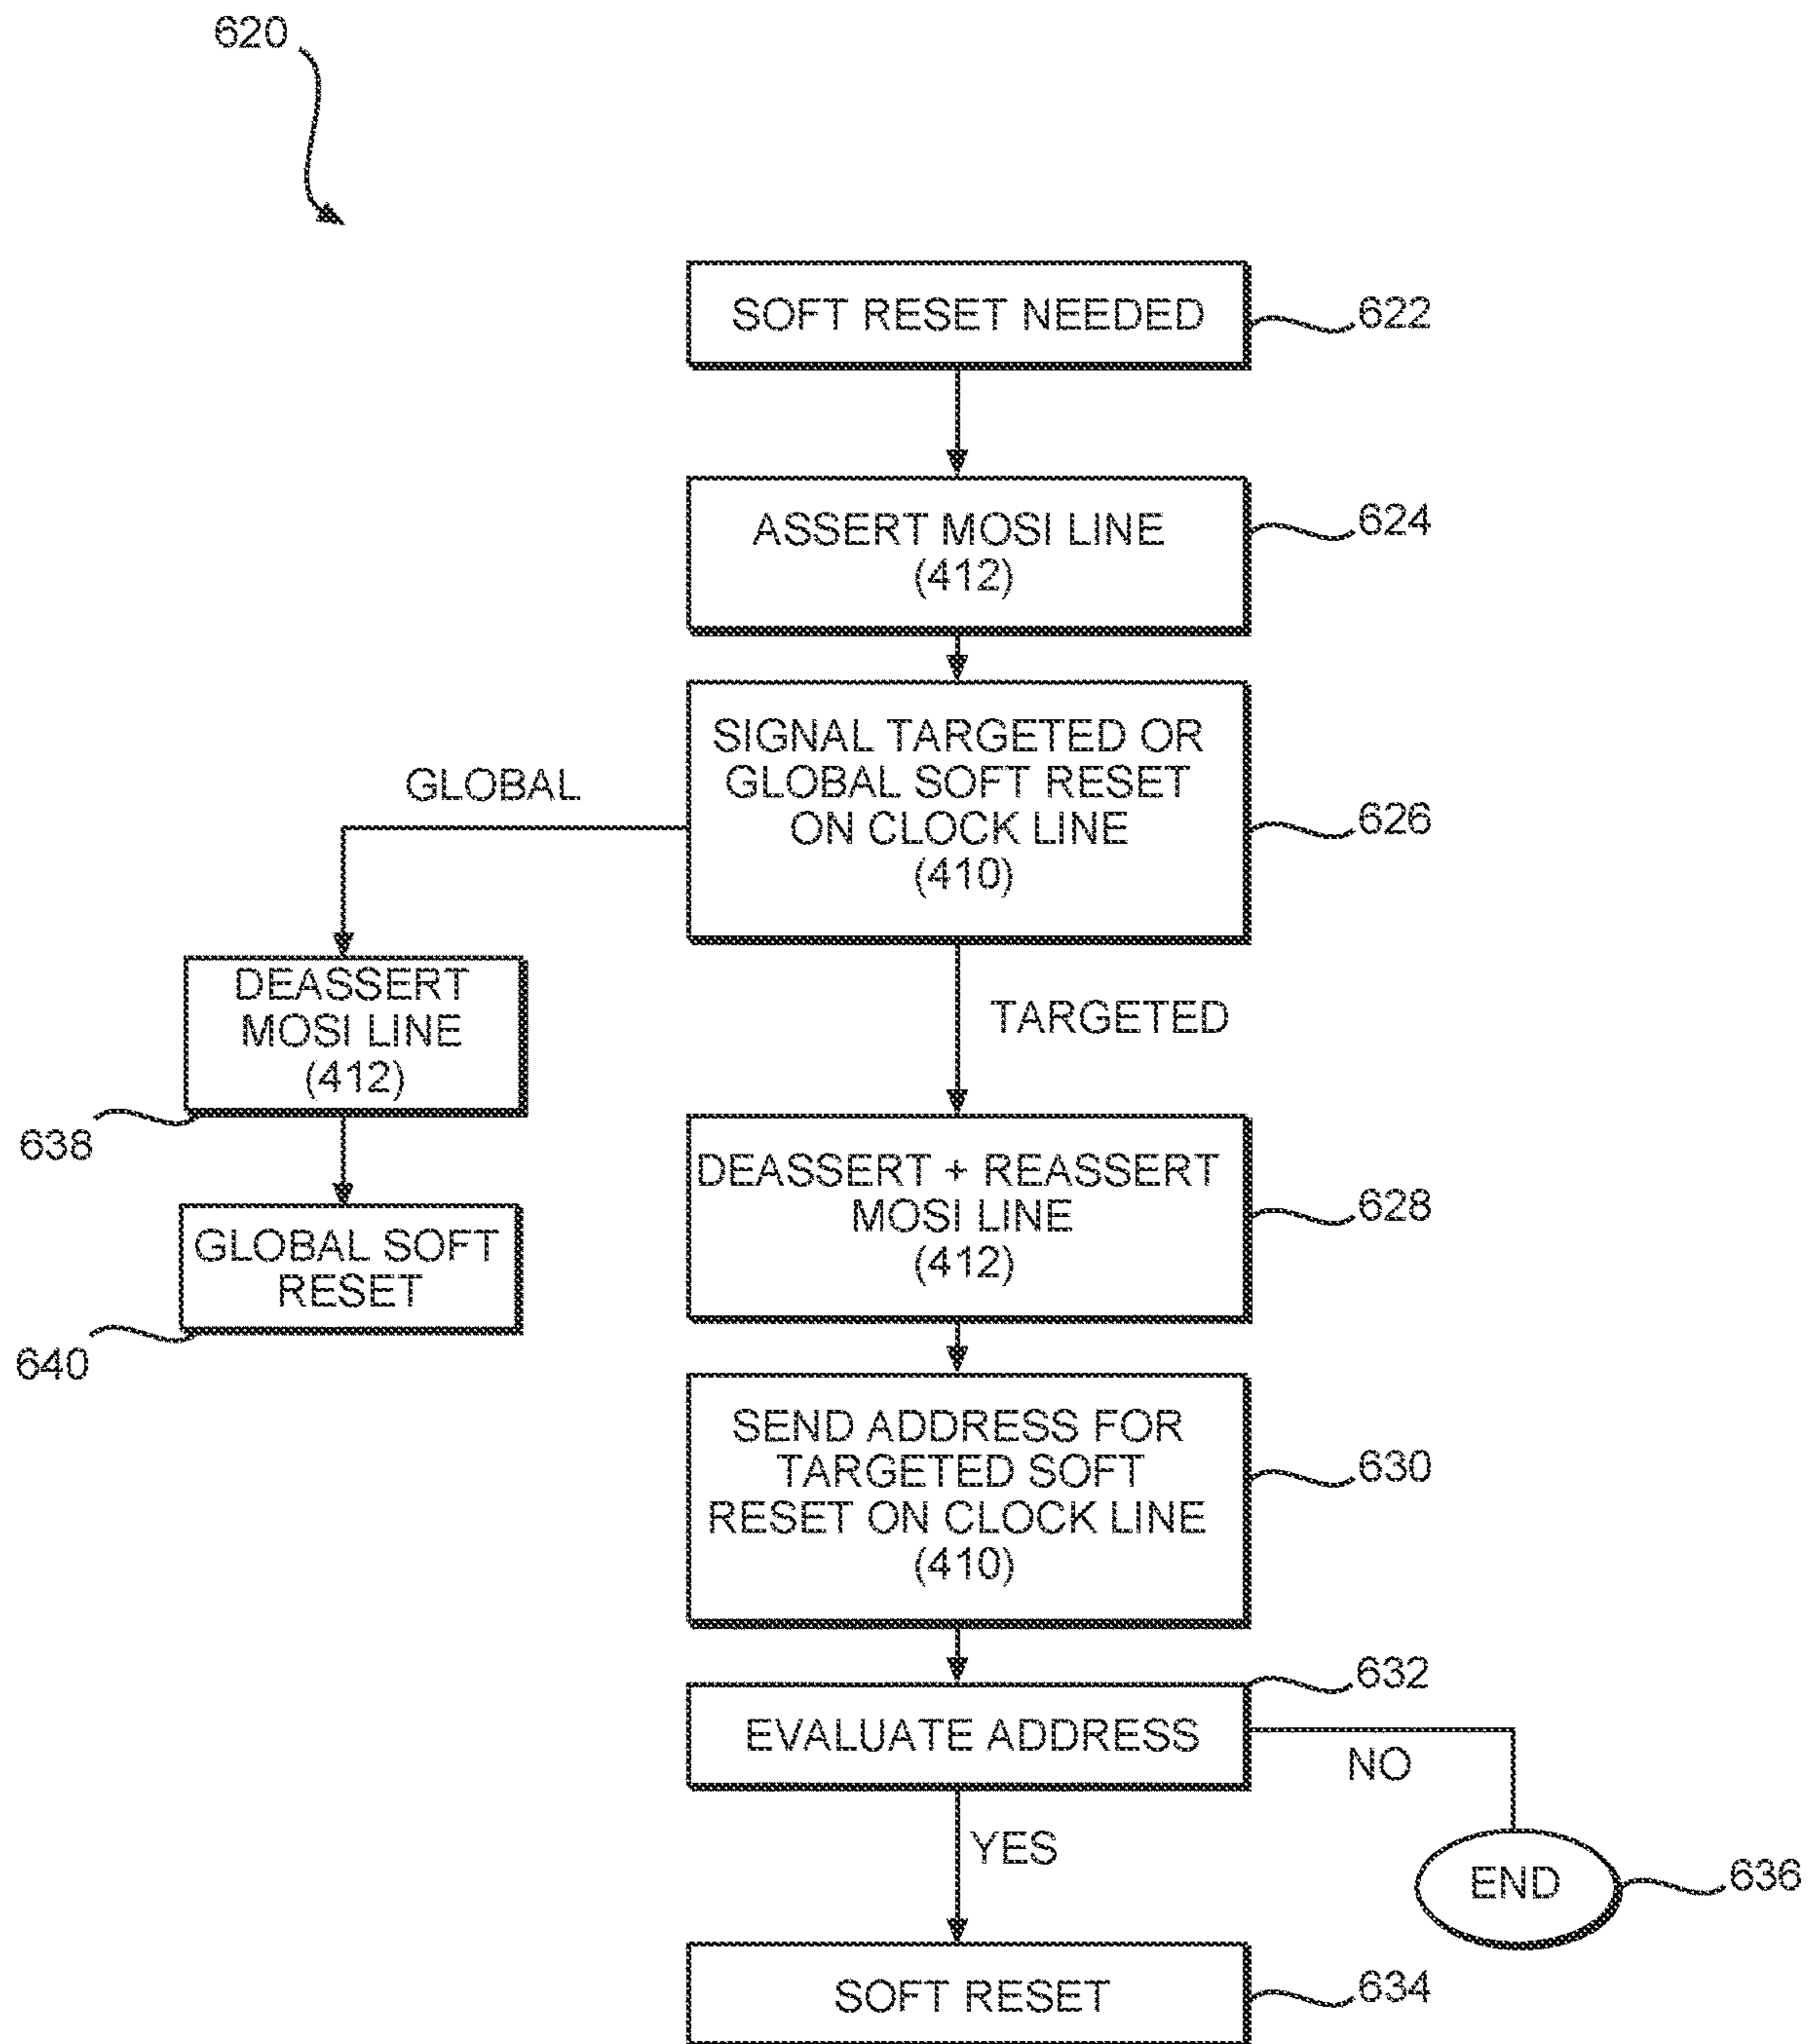 620
SOFT RESET NEEDED
622
ASSERT MOSI LINE
(412)
624
SIGNAL TARGETED OR
GLOBAL SOFT RESET
ON CLOCK LINE
(410)
626
GLOBAL
DEASSERT
MOSI LINE
(412)
638
GLOBAL SOFT
RESET
640
TARGETED
DEASSERT + REASSERT
MOSI LINE
(412)
628
SEND ADDRESS FOR
TARGETED SOFT
RESET ON CLOCK LINE
(410)
630
632
EVALUATE ADDRESS
NO
YES
END
636
SOFT RESET
634